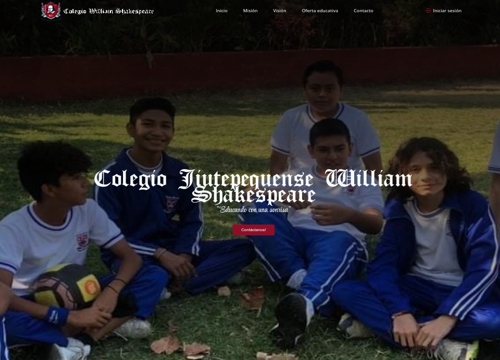 Colegio William Shakespeare
Inicio
Misión
Visión
Oferta educativa
Contacto
Iniciar sesión
Colegio Jiutepequense William
Shakespeare
"Educando con una sonrisa"
Contáctanos!